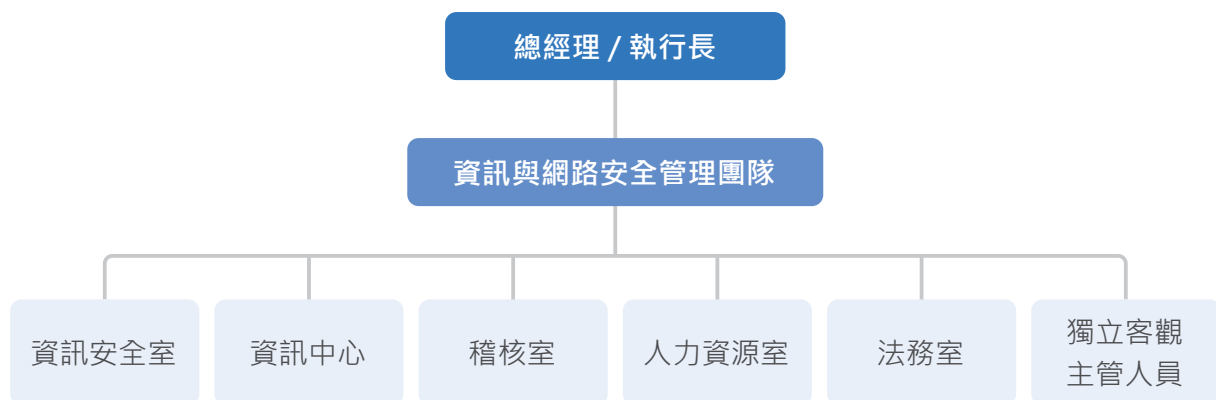 總經理 / 執行長
資訊與網路安全管理團隊
資訊安全室
資訊中心
稽核室
人力資源室
法務室
獨立客觀
主管人員